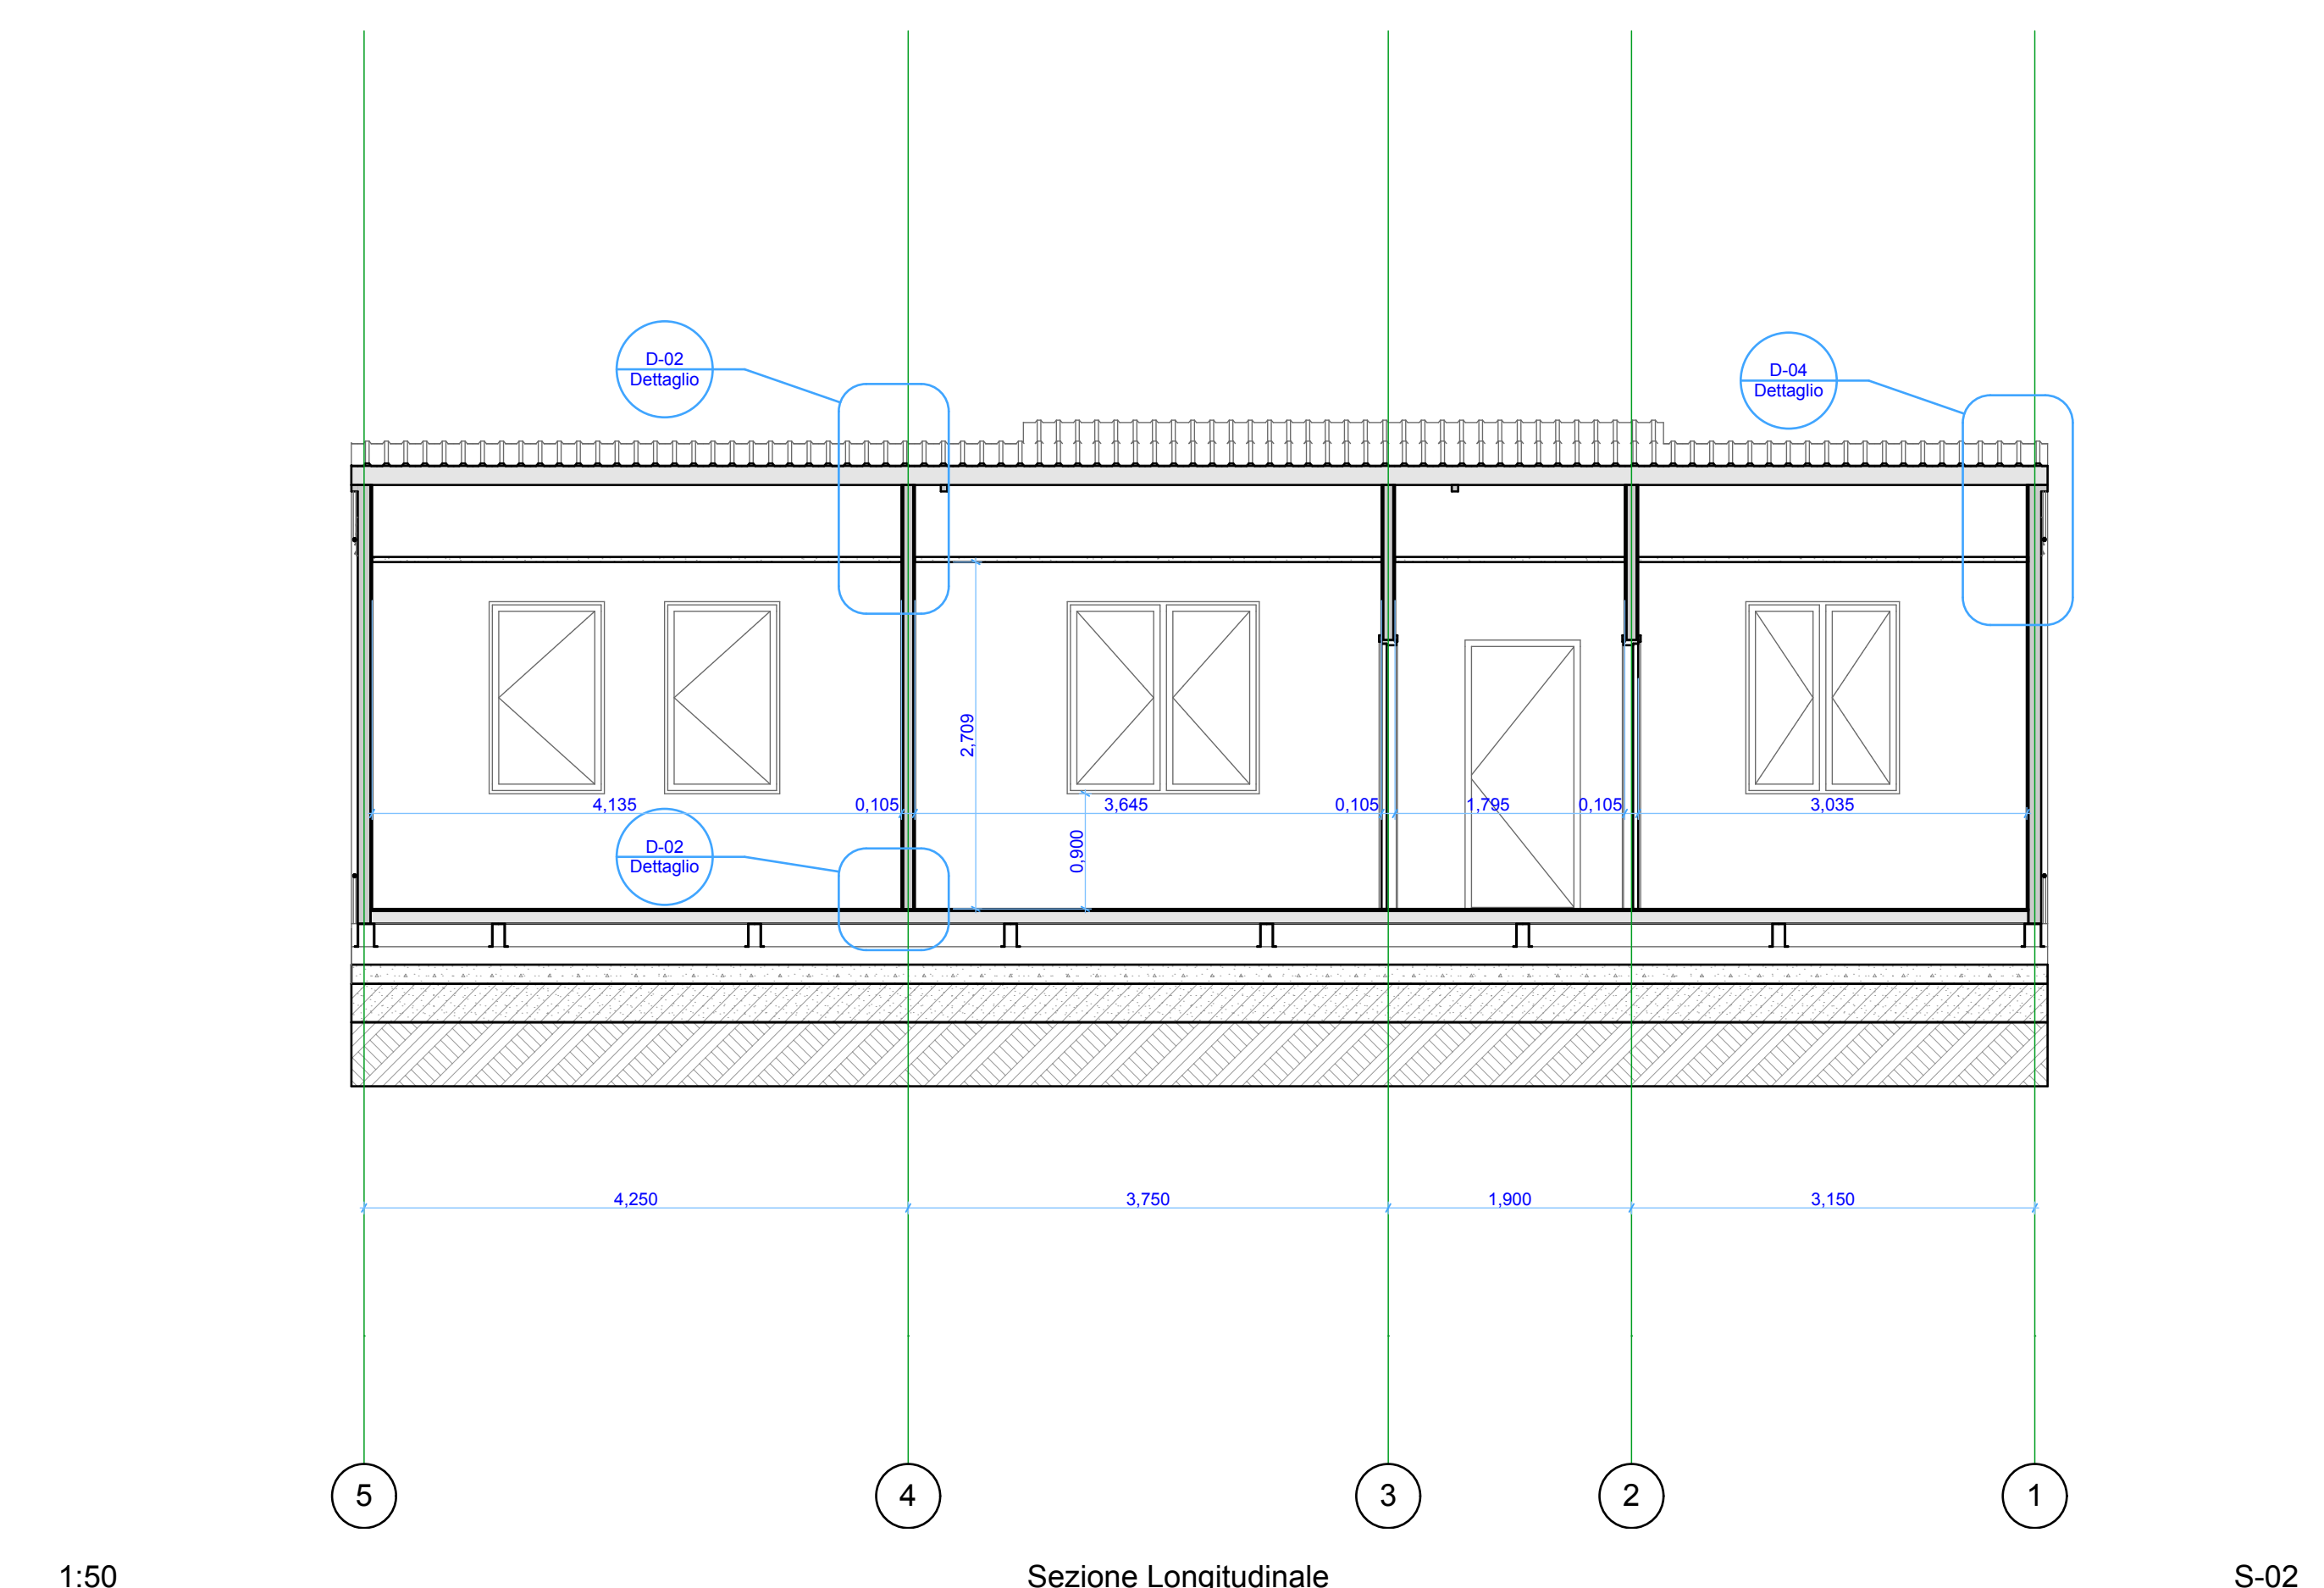 D-02
Dettaglio
D-04
Dettaglio
2,709
4,135
0,105
3,645
0,105
1,795
0,105
3,035
0,900
D-02
Dettaglio
4,250
3,750
1,900
3,150
5
4
3
2
1
1:50
Sezione Longitudinale
S-02